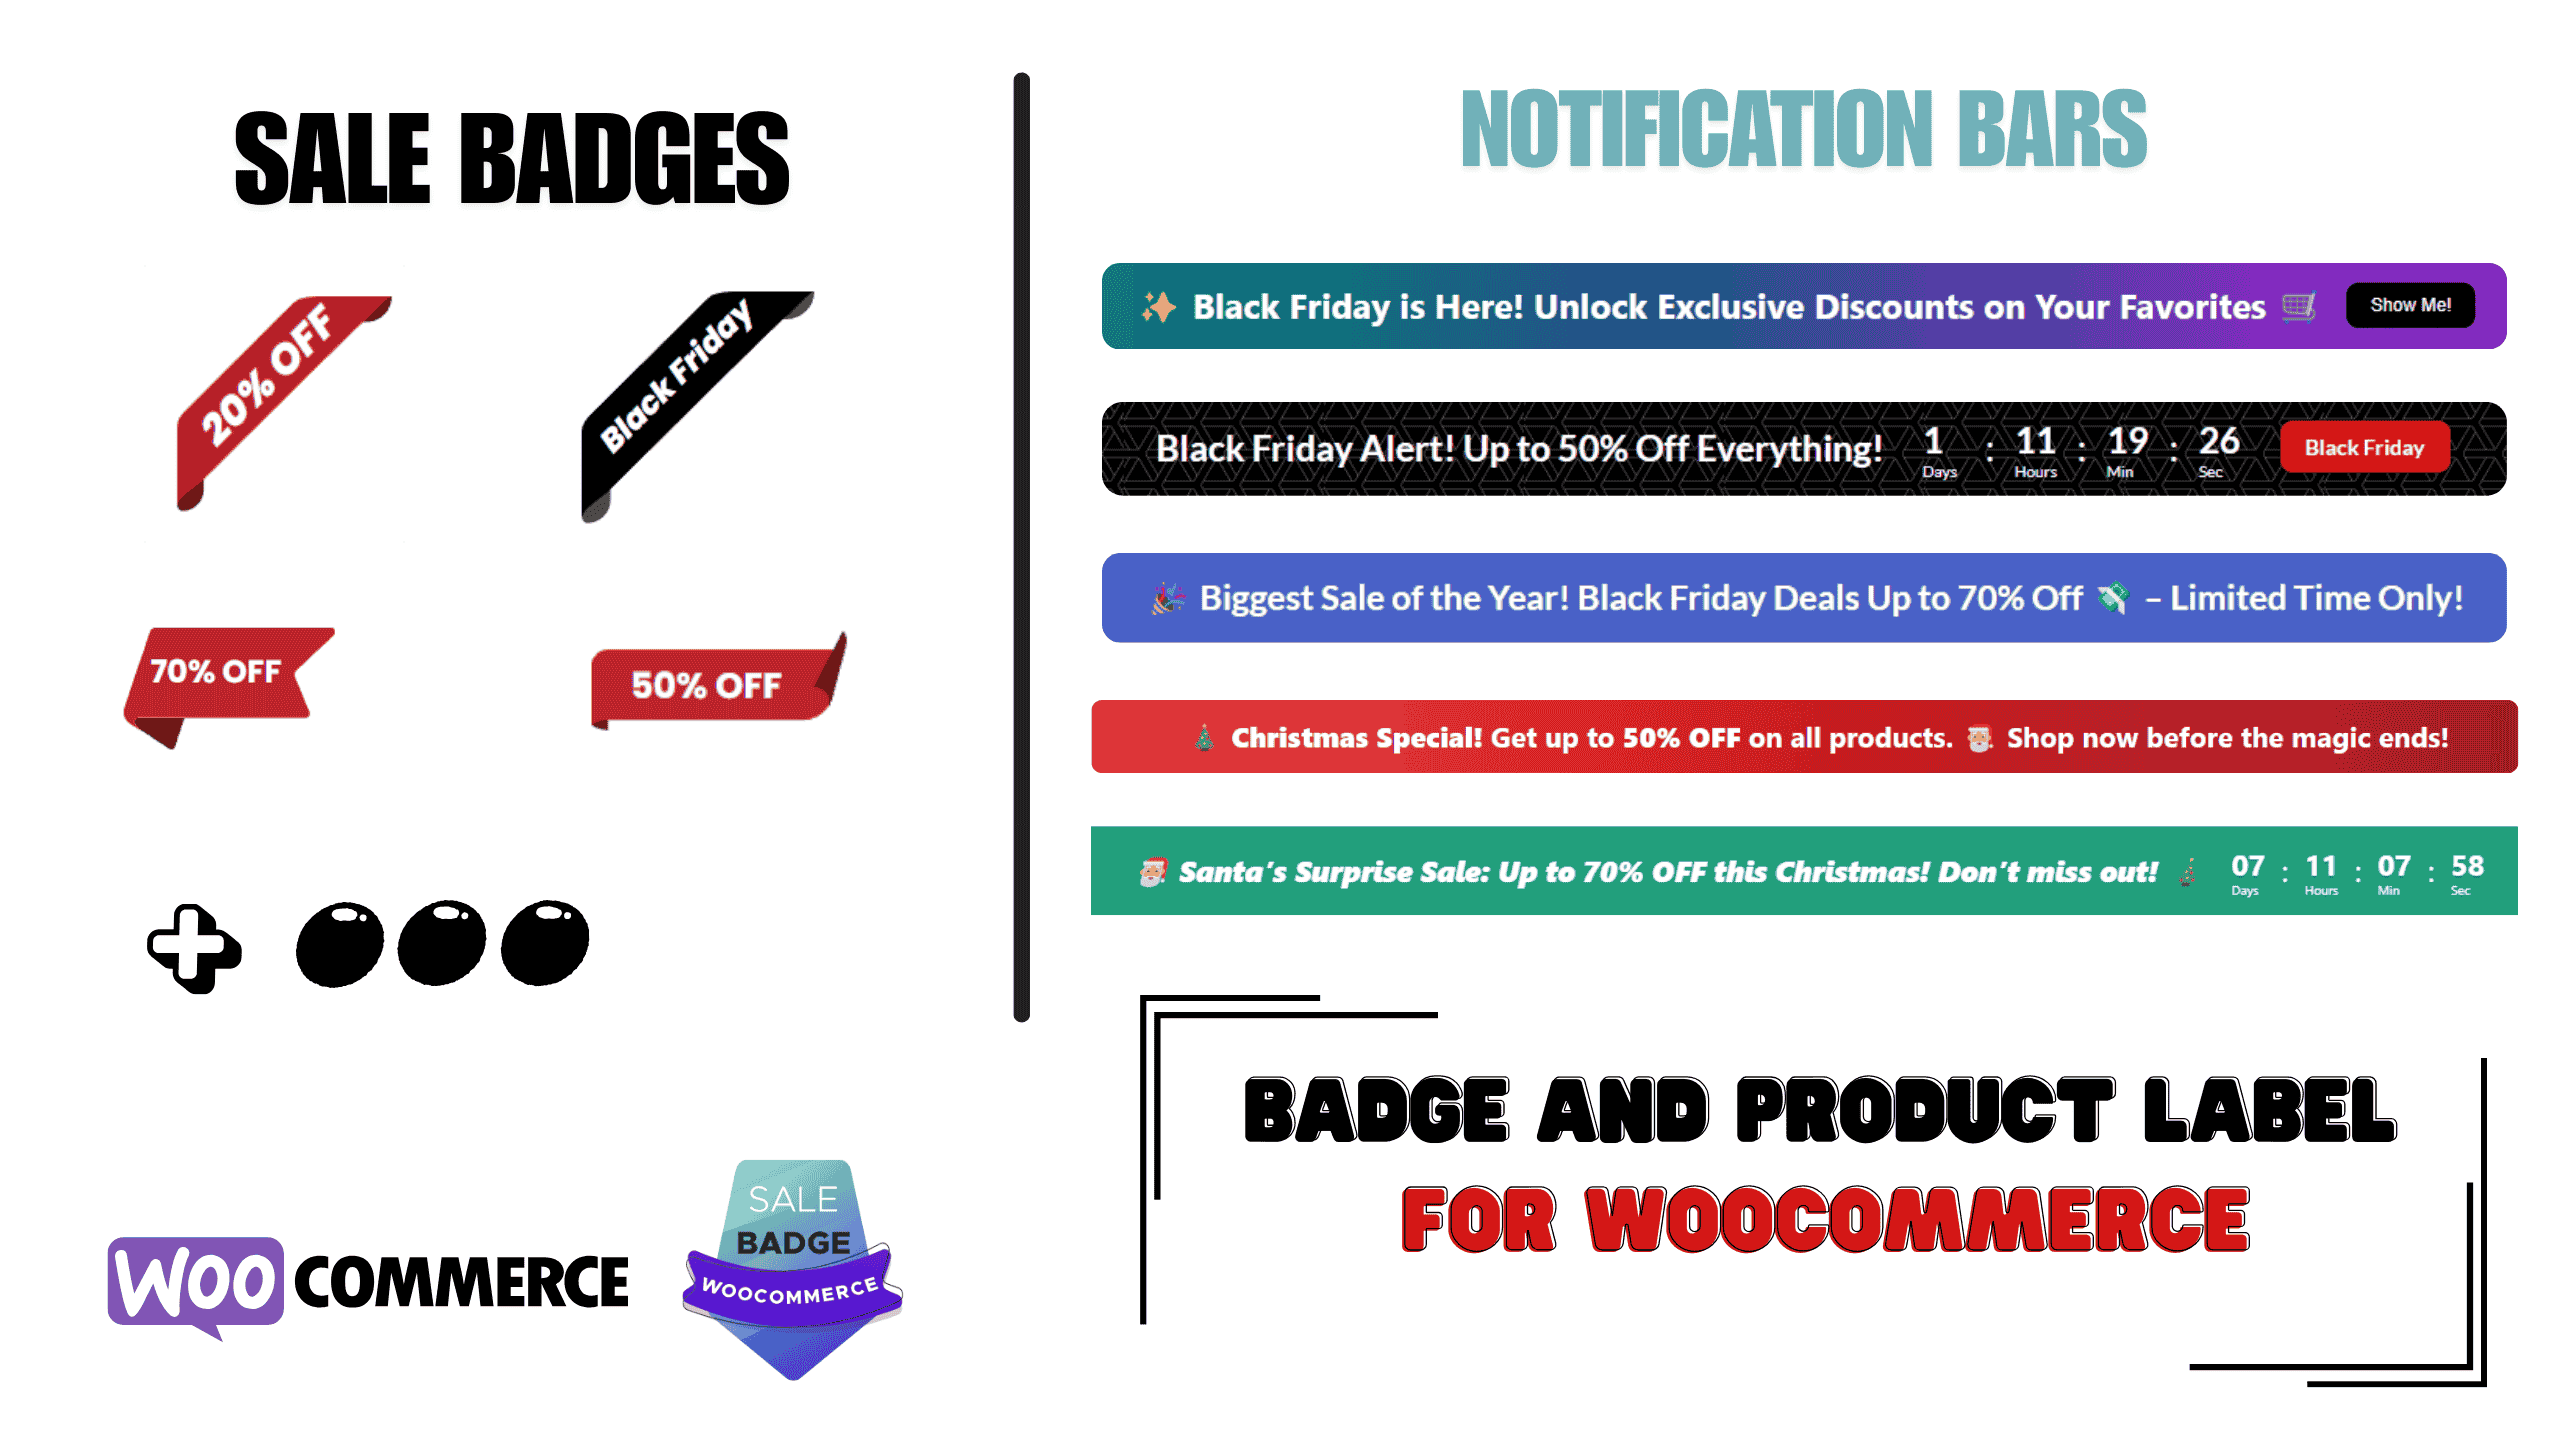 SALE BADGES
20% OFF
Black Friday
70% OFF
50% OFF
WOO COMMERCE
SALE
BADGE
WOOCOMMERCE
NOTIFICATION BARS
✨ Black Friday is Here! Unlock Exclusive Discounts on Your Favorites 🛒 Show Me!
Black Friday Alert! Up to 50% Off Everything! 1 : 11 : 19 : 26 Black Friday
Days Hours Min Sec
🎉 Biggest Sale of the Year! Black Friday Deals Up to 70% Off 💸 – Limited Time Only!
🎄 Christmas Special! Get up to 50% OFF on all products. 🎅 Shop now before the magic ends!
🎅 Santa's Surprise Sale: Up to 70% OFF this Christmas! Don't miss out! 🎄 07 : 11 : 07 : 58
Days Hours Min Sec
BADGE AND PRODUCT LABEL
FOR WOOCOMMERCE